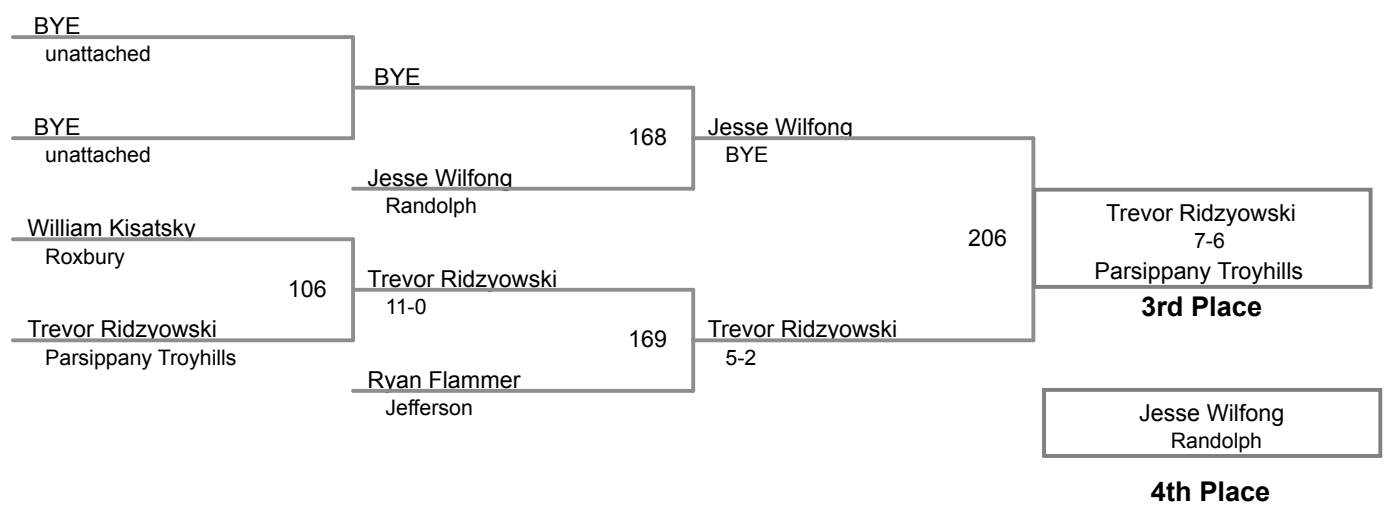 BYE
unattached
BYE
BYE
unattached
168
Jesse Wilfong
BYE
Jesse Wilfong
Randolph
William Kisatsky
Roxbury
106
Trevor Ridzyowski
11-0
206
Trevor Ridzyowski
7-6
Parsippany Troyhills
3rd Place
Trevor Ridzyowski
Parsippany Troyhills
169
Trevor Ridzyowski
5-2
Ryan Flammer
Jefferson
Jesse Wilfong
Randolph
4th Place